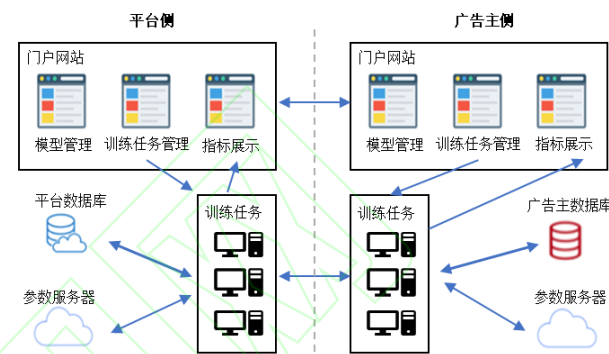 平台侧
广告主侧
门户网站
门户网站
模型管理
训练任务管理
指标展示
模型管理
训练任务管理
指标展示
平台数据库
训练任务
训练任务
广告主数据库
参数服务器
参数服务器